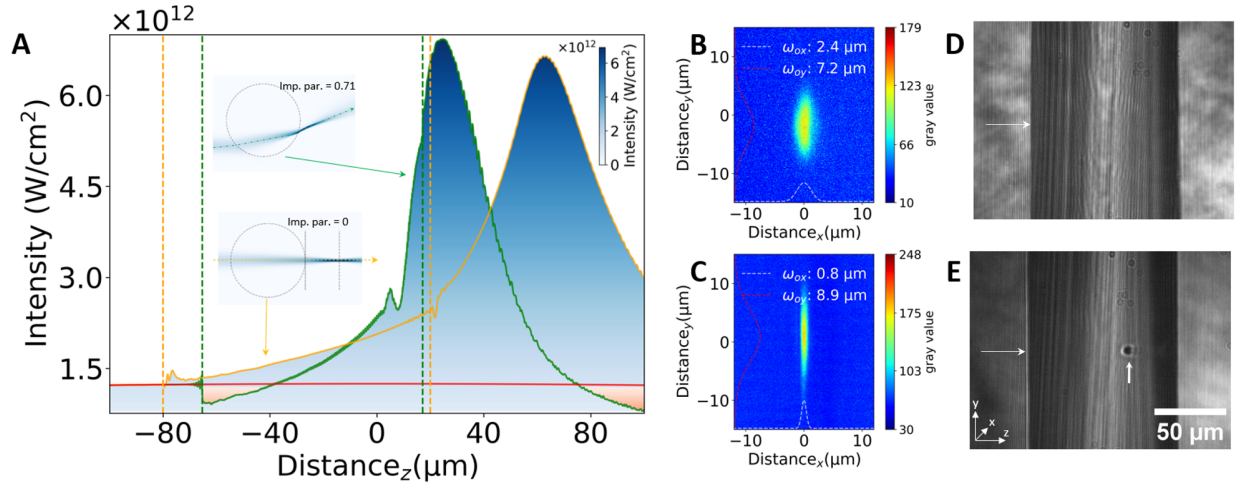 A
×10¹²
Intensity (W/cm²)
6.0
4.5
3.0
1.5
−80
−40
0
40
80
Distance_z(μm)
Imp. par. = 0.71
Imp. par. = 0
×10¹²
6
4
2
0
Intensity (W/cm²)
B
ω_ox: 2.4 μm
ω_oy: 7.2 μm
Distance_y(μm)
10
0
−10
−10
0
10
Distance_x(μm)
179
123
66
10
gray value
C
ω_ox: 0.8 μm
ω_oy: 8.9 μm
Distance_y(μm)
10
0
−10
−10
0
10
Distance_x(μm)
248
175
103
30
gray value
D
E
y
x
z
50 μm